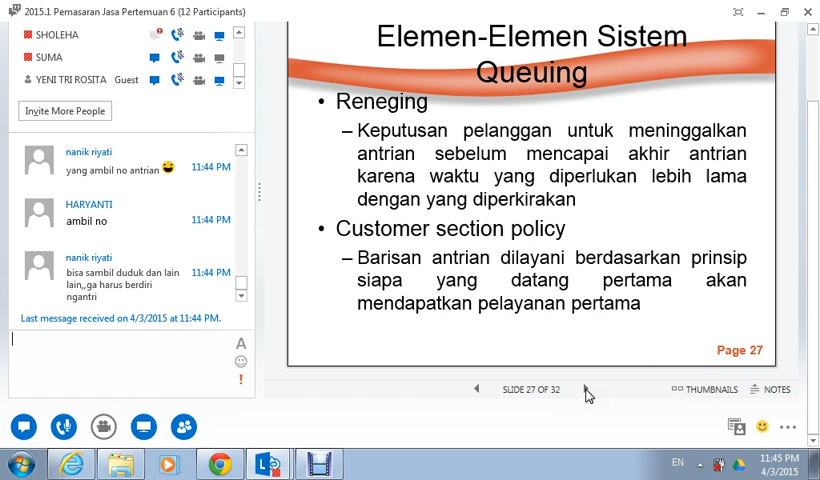 2015.1 Pemasaran Jasa Pertemuan 6 (12 Participants)
SHOLEHA
SUMA
YENI TRI ROSITA Guest
Invite More People
nanik riyati
yang ambil no antrian
11:44 PM
HARYANTI
ambil no
11:44 PM
nanik riyati
bisa sambil duduk dan lain
lain,,ga harus berdiri
ngantri
11:44 PM
Last message received on 4/3/2015 at 11:44 PM.
A
Elemen-Elemen Sistem
Queuing
• Reneging
– Keputusan pelanggan untuk meninggalkan
antrian sebelum mencapai akhir antrian
karena waktu yang diperlukan lebih lama
dengan yang diperkirakan
• Customer section policy
– Barisan antrian dilayani berdasarkan prinsip
siapa yang datang pertama akan
mendapatkan pelayanan pertama
Page 27
SLIDE 27 OF 32
THUMBNAILS
NOTES
EN
11:45 PM
4/3/2015